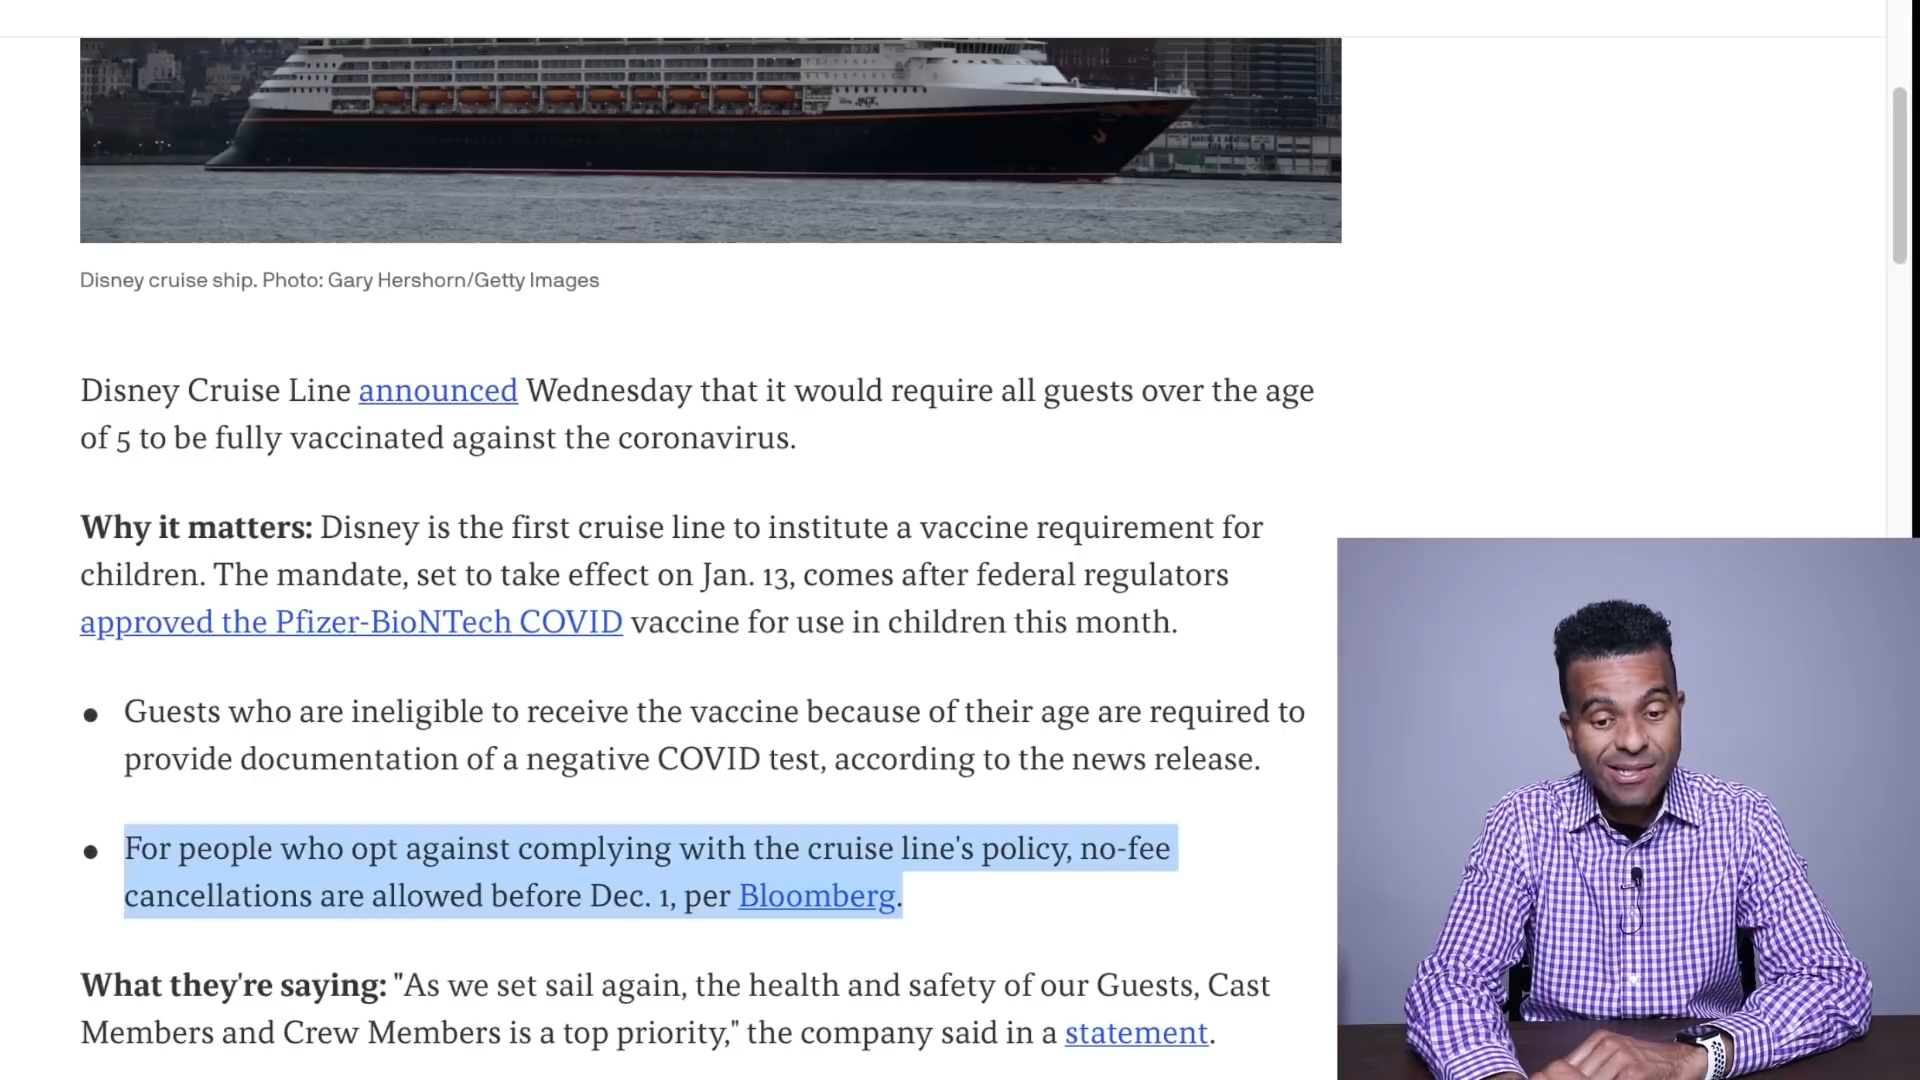 Disney cruise ship. Photo: Gary Hershorn/Getty Images
Disney Cruise Line announced Wednesday that it would require all guests over the age
of 5 to be fully vaccinated against the coronavirus.
Why it matters: Disney is the first cruise line to institute a vaccine requirement for
children. The mandate, set to take effect on Jan. 13, comes after federal regulators
approved the Pfizer-BioNTech COVID vaccine for use in children this month.
● Guests who are ineligible to receive the vaccine because of their age are required to
provide documentation of a negative COVID test, according to the news release.
● For people who opt against complying with the cruise line's policy, no-fee
cancellations are allowed before Dec. 1, per Bloomberg.
What they're saying: "As we set sail again, the health and safety of our Guests, Cast
Members and Crew Members is a top priority," the company said in a statement.